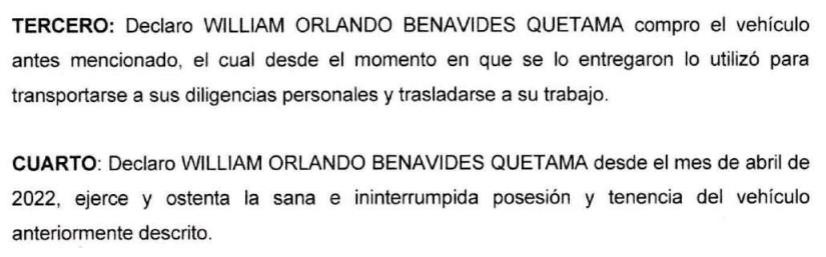 TERCERO: Declaro WILLIAM ORLANDO BENAVIDES QUETAMA compro el vehículo
antes mencionado, el cual desde el momento en que se lo entregaron lo utilizó para
transportarse a sus diligencias personales y trasladarse a su trabajo.
CUARTO: Declaro WILLIAM ORLANDO BENAVIDES QUETAMA desde el mes de abril de
2022, ejerce y ostenta la sana e ininterrumpida posesión y tenencia del vehículo
anteriormente descrito.